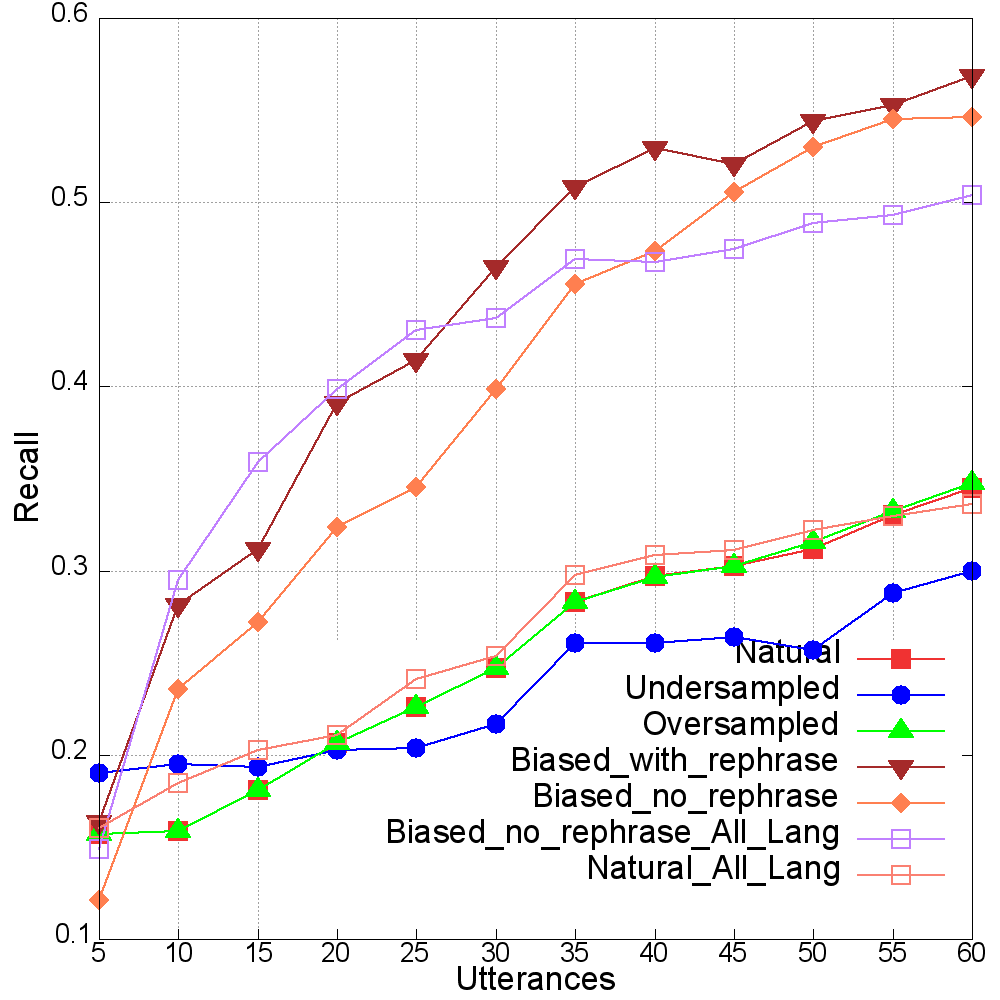 0.6
0.5
0.4
0.3
0.2
0.1
Recall
5 10 15 20 25 30 35 40 45 50 55 60
Utterances
Natural
Undersampled
Oversampled
Biased_with_rephrase
Biased_no_rephrase
Biased_no_rephrase_All_Lang
Natural_All_Lang